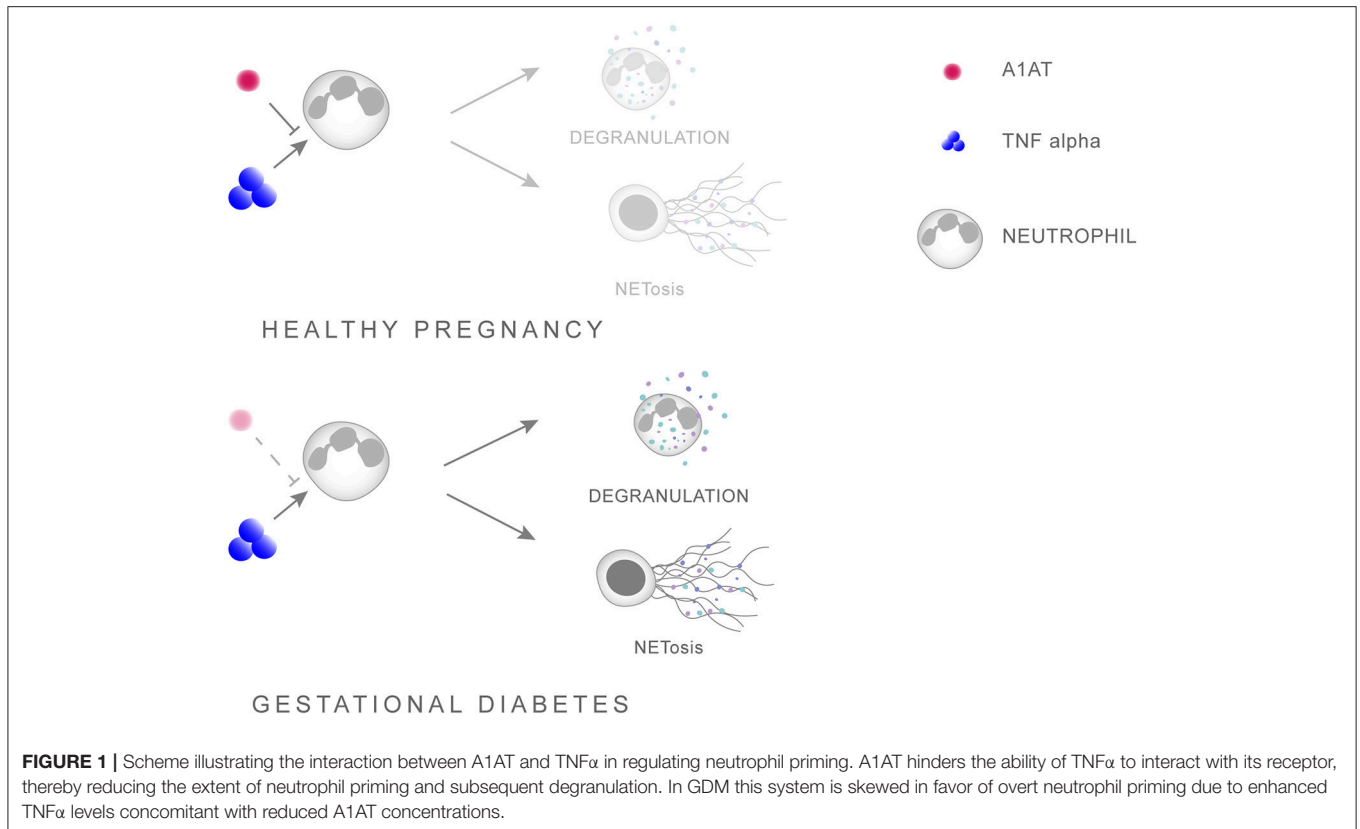 A1AT
TNF alpha
NEUTROPHIL
DEGRANULATION
NETosis
HEALTHY PREGNANCY
DEGRANULATION
NETosis
GESTATIONAL DIABETES
FIGURE 1 | Scheme illustrating the interaction between A1AT and TNFα in regulating neutrophil priming. A1AT hinders the ability of TNFα to interact with its receptor,
thereby reducing the extent of neutrophil priming and subsequent degranulation. In GDM this system is skewed in favor of overt neutrophil priming due to enhanced
TNFα levels concomitant with reduced A1AT concentrations.